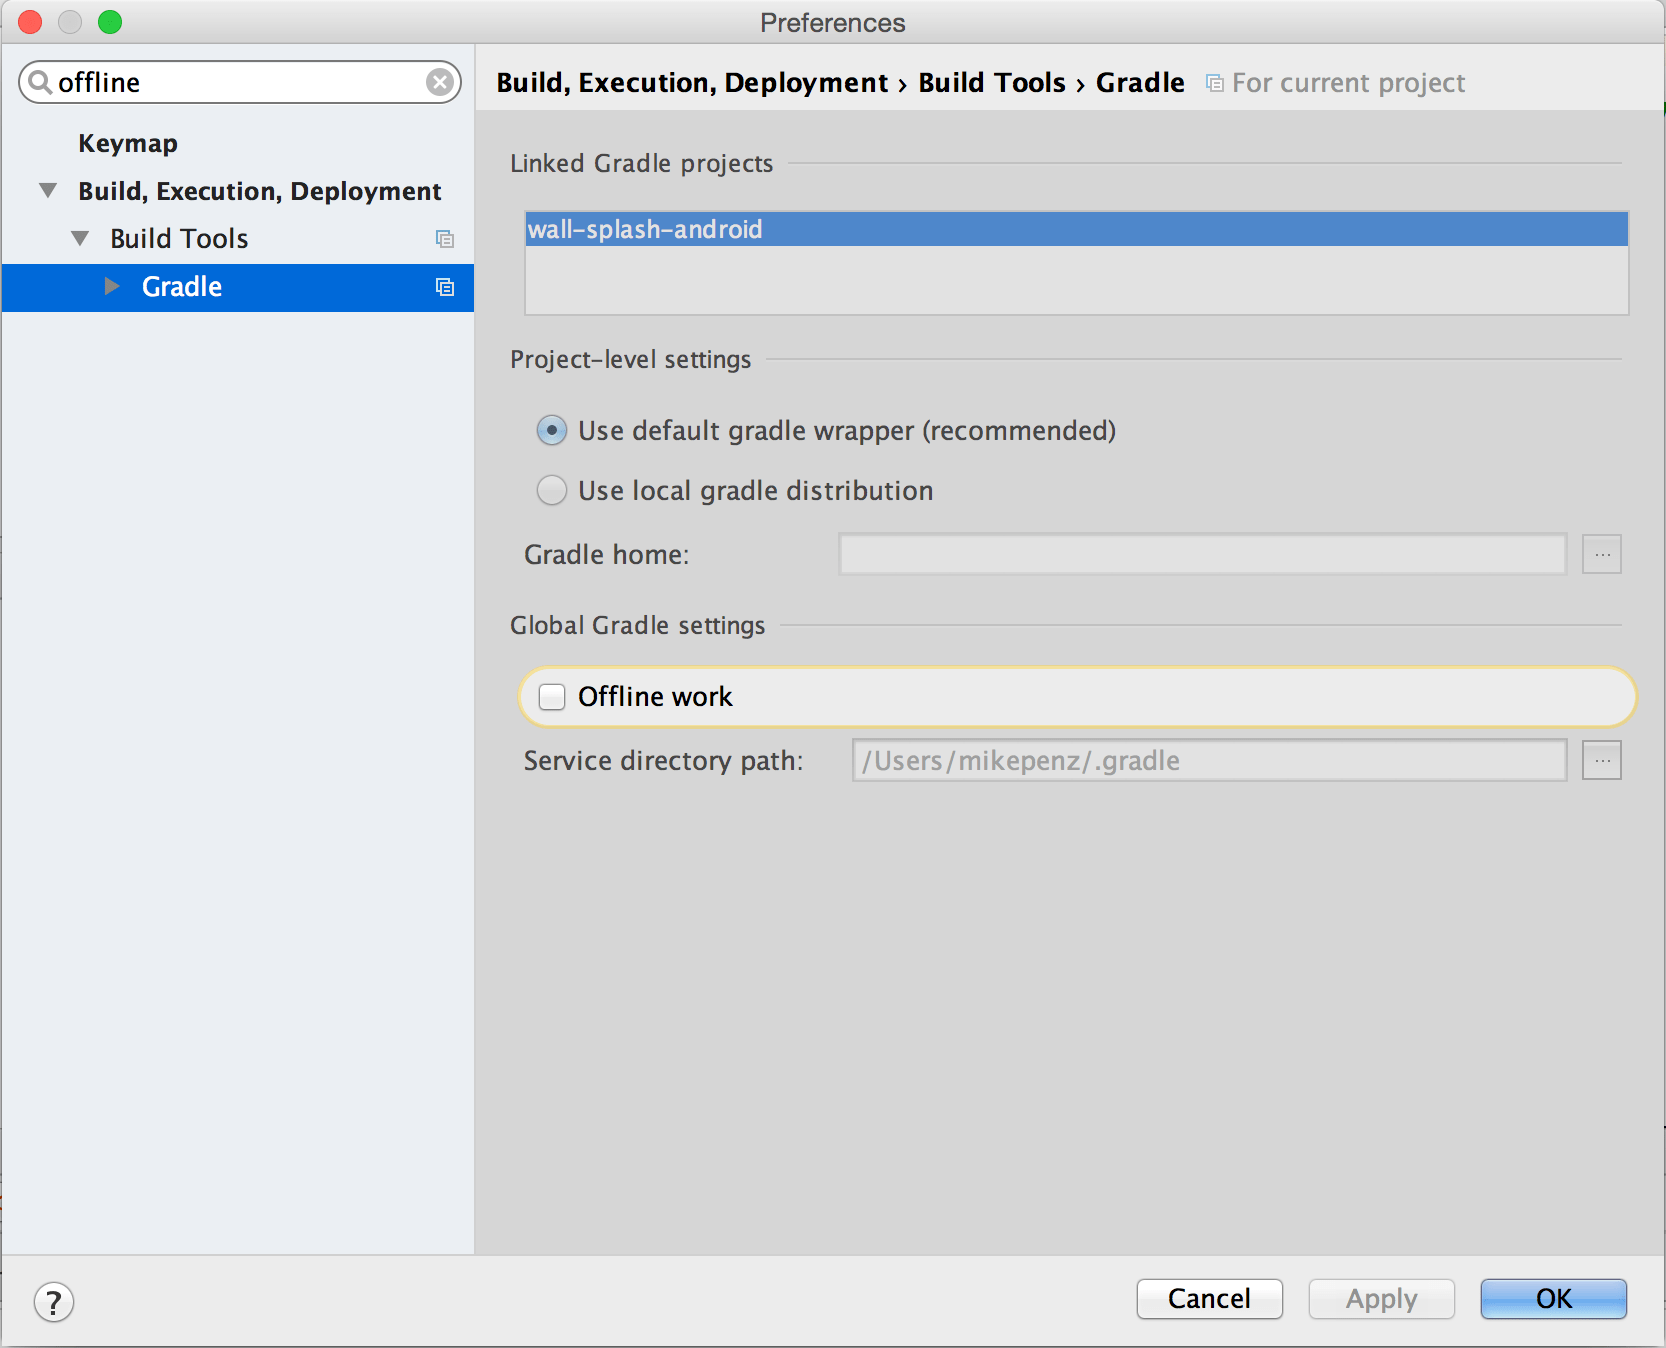 Preferences
offline
Keymap
Build, Execution, Deployment
Build Tools
Gradle
Build, Execution, Deployment › Build Tools › Gradle For current project
Linked Gradle projects
wall-splash-android
Project-level settings
Use default gradle wrapper (recommended)
Use local gradle distribution
Gradle home:
...
Global Gradle settings
Offline work
Service directory path: /Users/mikepenz/.gradle ...
? Cancel Apply OK